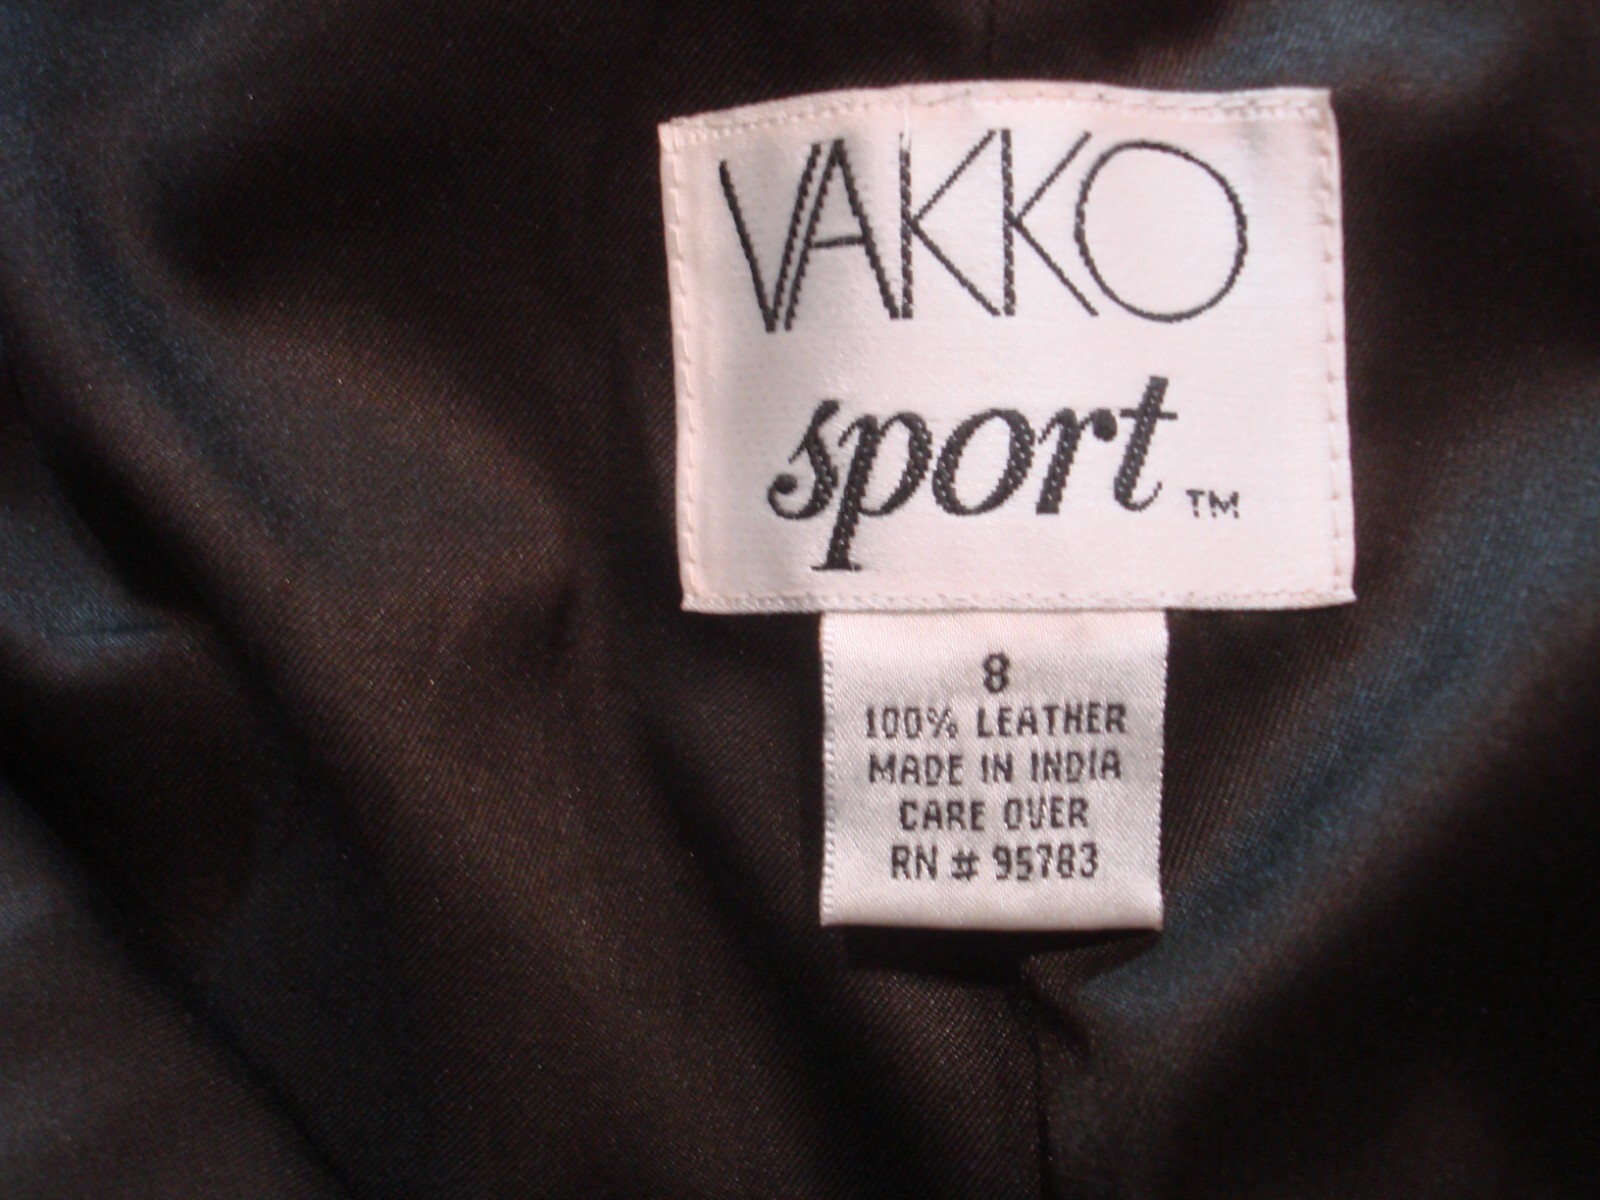 VAKKO
sport ™
8
100% LEATHER
MADE IN INDIA
CARE OVER
RN # 95783